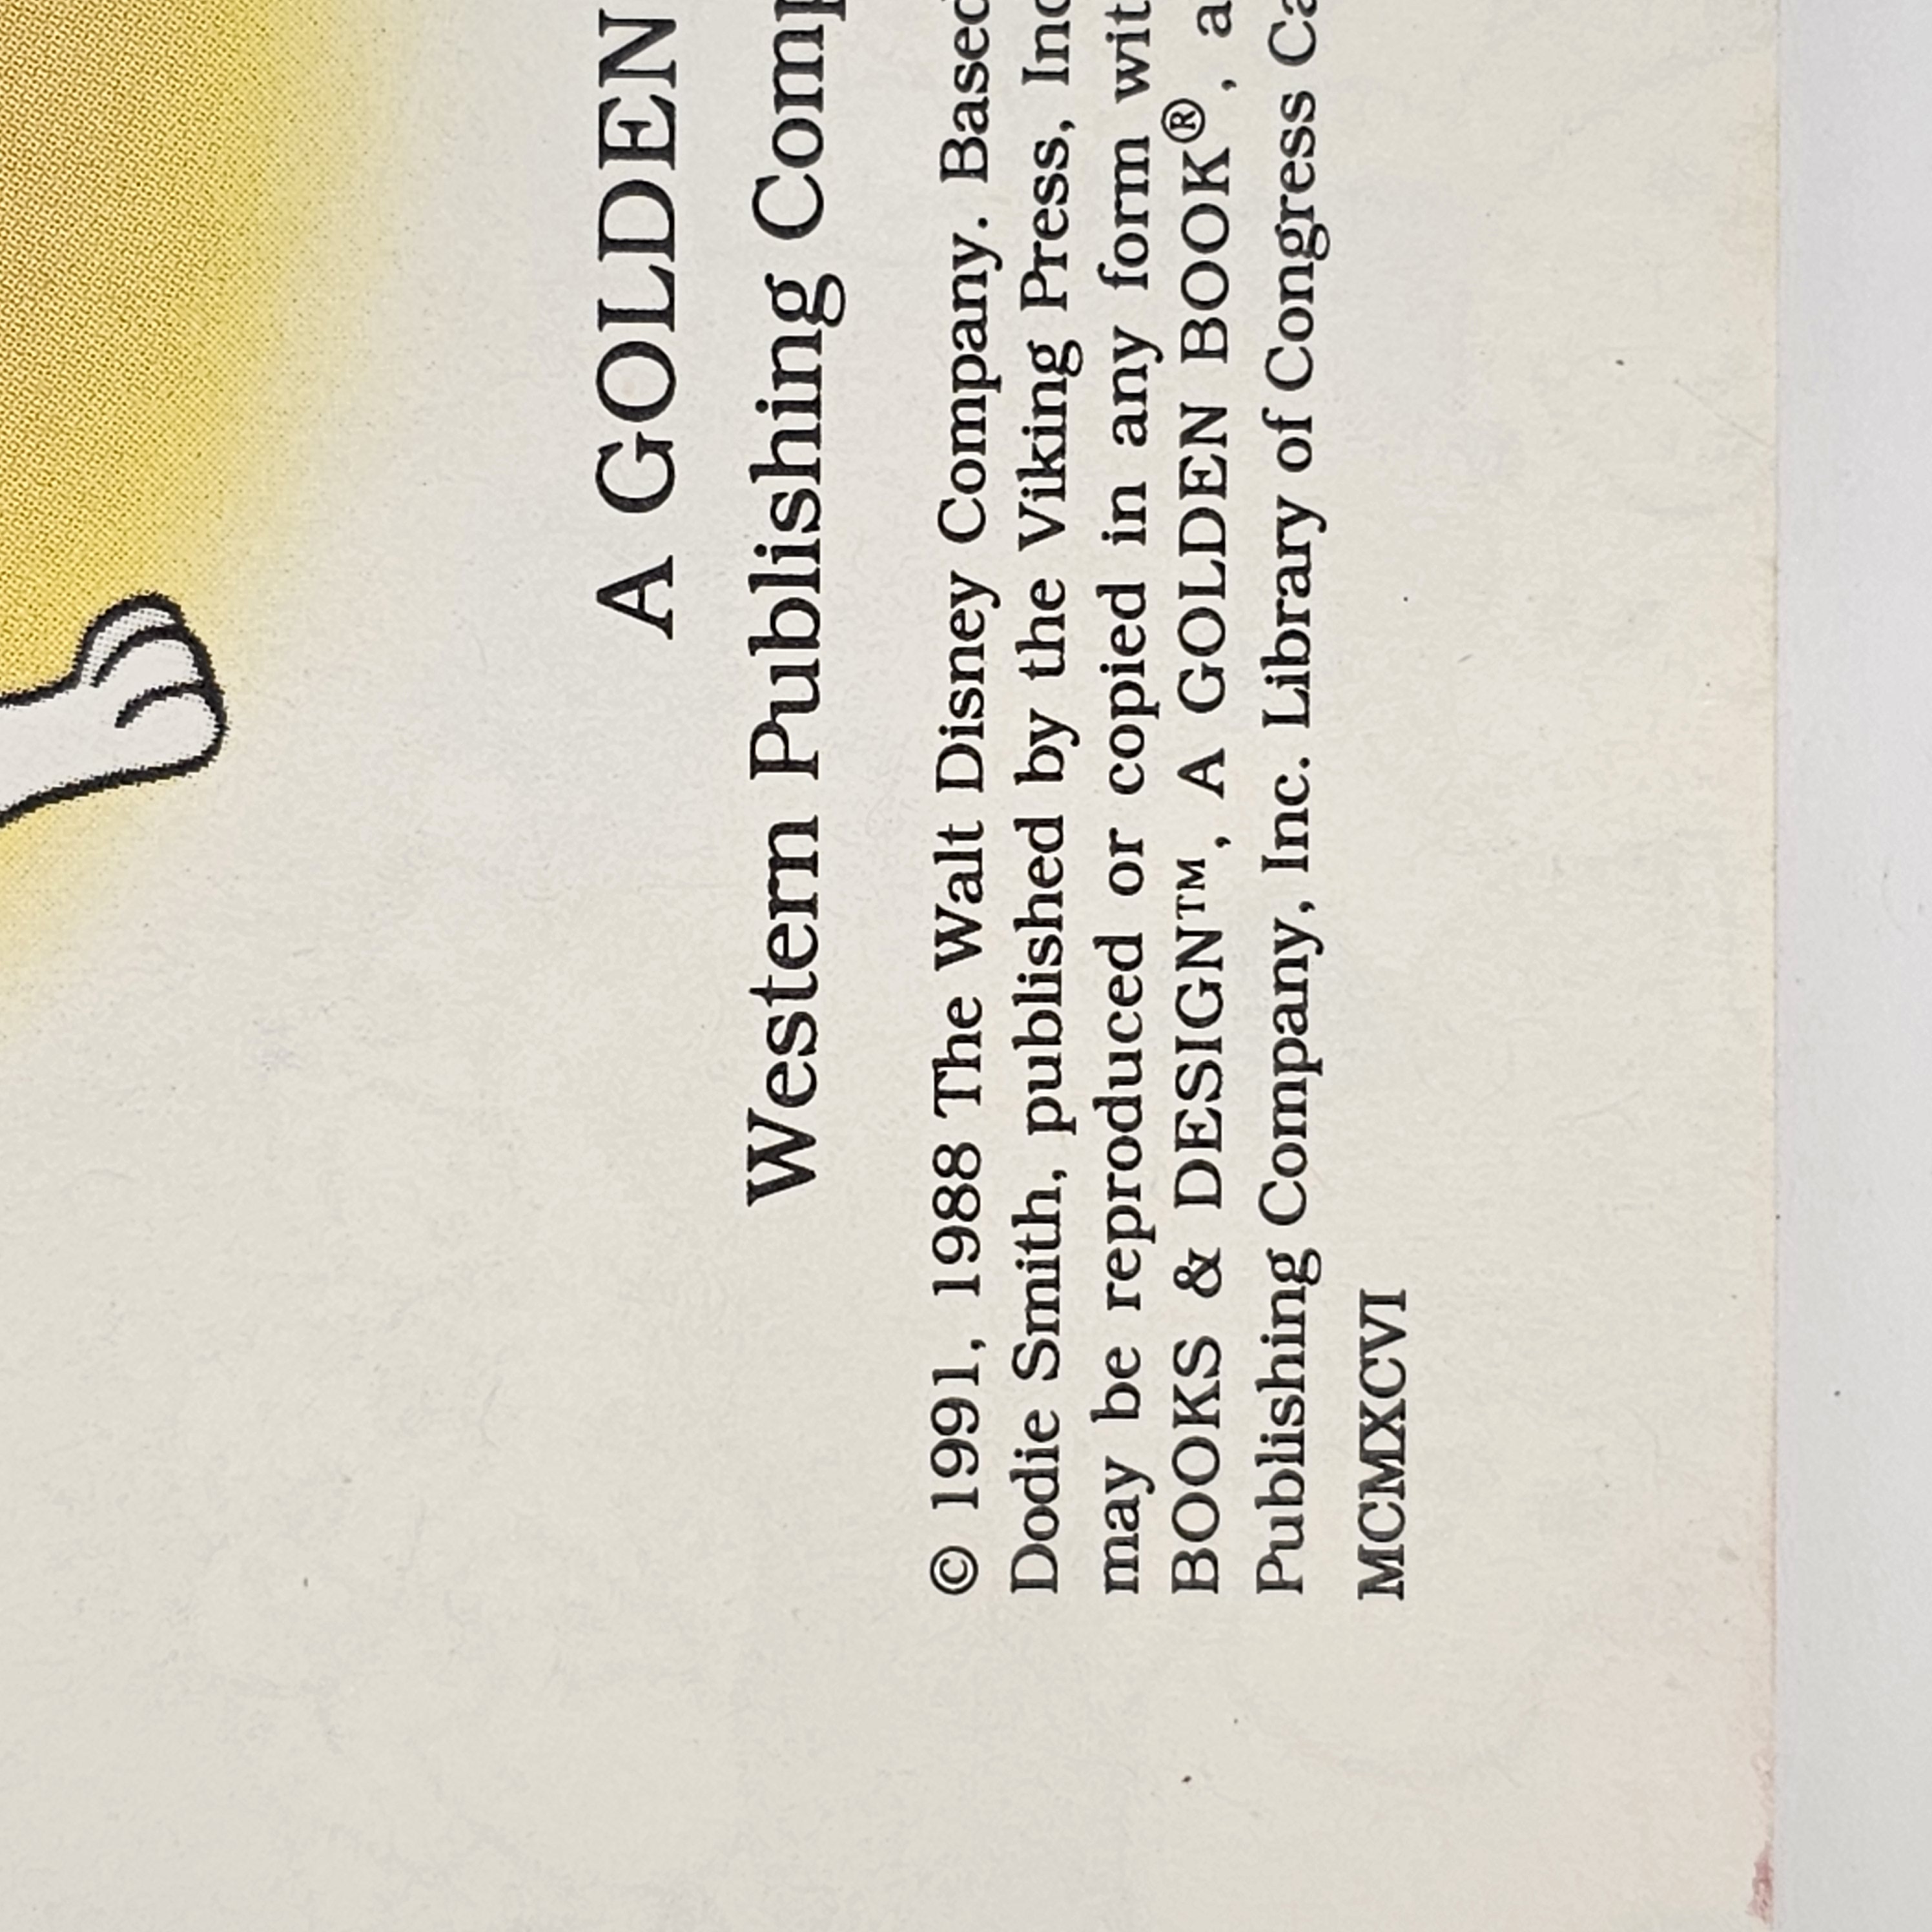 A GOLDEN
Western Publishing Comp
© 1991, 1988 The Walt Disney Company. Based
Dodie Smith, published by the Viking Press, Inc
may be reproduced or copied in any form wit
BOOKS & DESIGN™, A GOLDEN BOOK®, a
Publishing Company, Inc. Library of Congress Ca
MCMXCVI